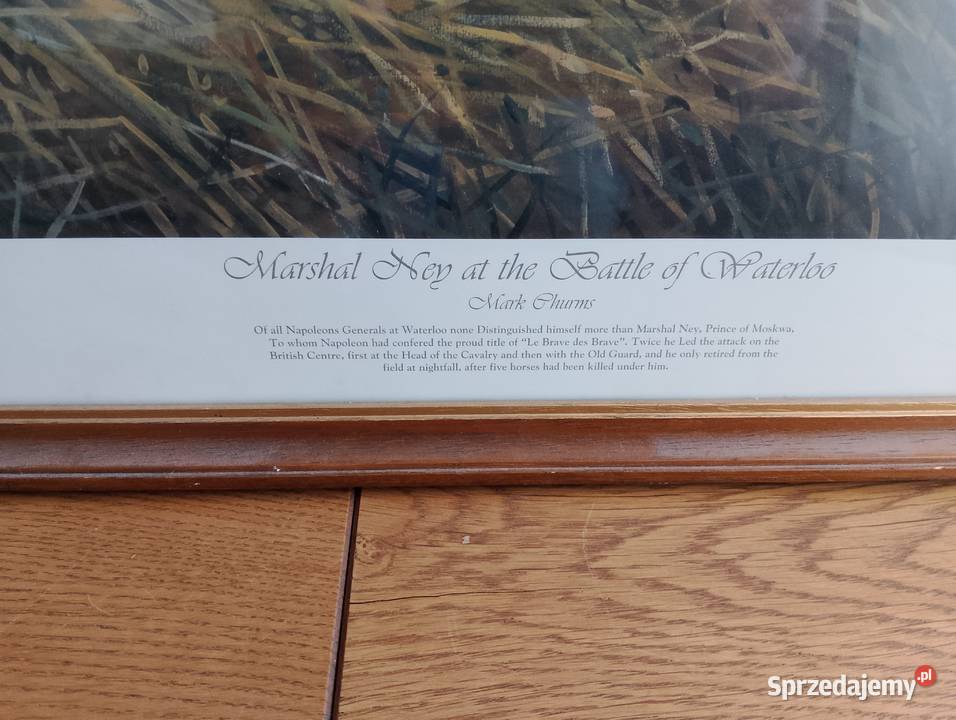 Marshal Ney at the Battle of Waterloo
Mark Churms
Of all Napoleons Generals at Waterloo none Distinguished himself more than Marshal Ney, Prince of Moskwa,
To whom Napoleon had confered the proud title of “Le Brave des Brave”. Twice he Led the attack on the
British Centre, first at the Head of the Cavalry and then with the Old Guard, and he only retired from the
field at nightfall, after five horses had been killed under him.
Sprzedajemy.pl